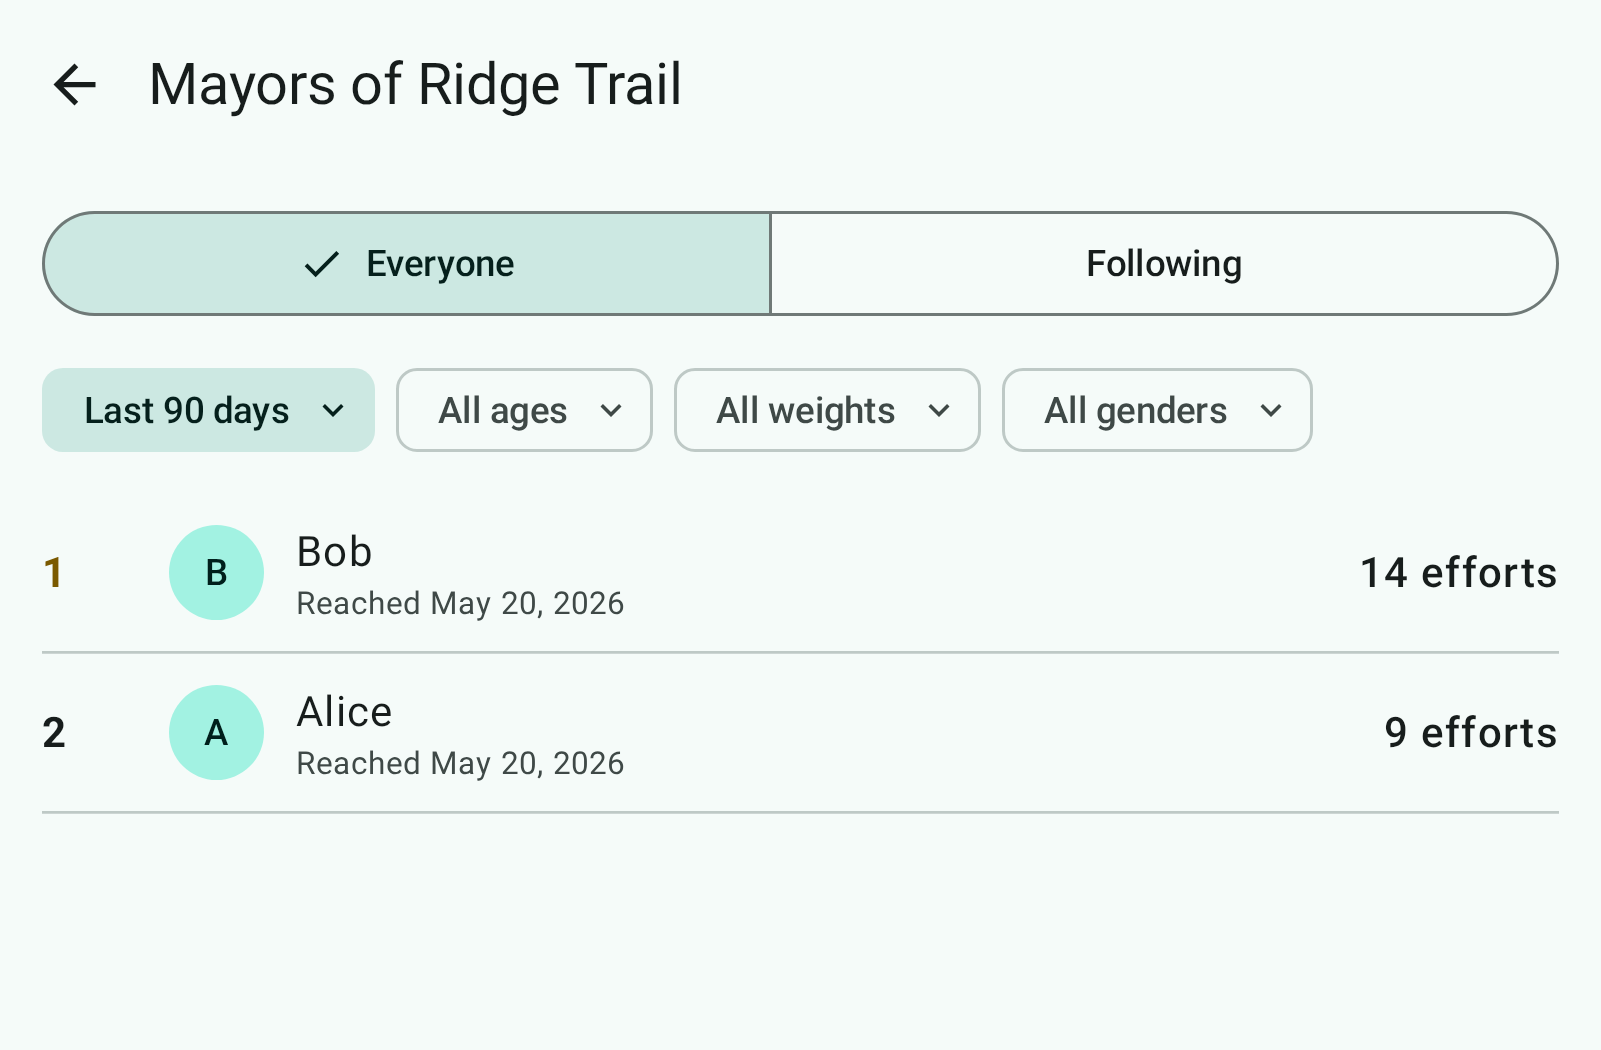 Mayors of Ridge Trail
Everyone
Following
Last 90 days
All ages
All weights
All genders
1
B
Bob
Reached May 20, 2026
14 efforts
2
A
Alice
Reached May 20, 2026
9 efforts